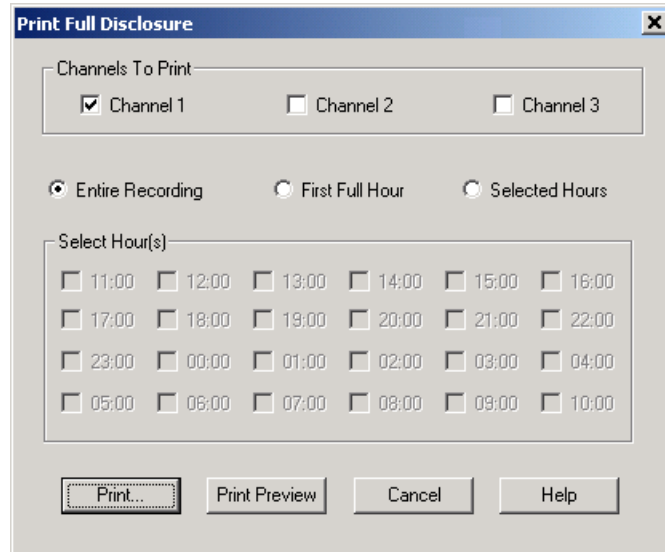 Print Full Disclosure
Channels To Print
Channel 1 Channel 2 Channel 3
Entire Recording First Full Hour Selected Hours
Select Hour(s)
11:00 12:00 13:00 14:00 15:00 16:00
17:00 18:00 19:00 20:00 21:00 22:00
23:00 00:00 01:00 02:00 03:00 04:00
05:00 06:00 07:00 08:00 09:00 10:00
Print... Print Preview Cancel Help